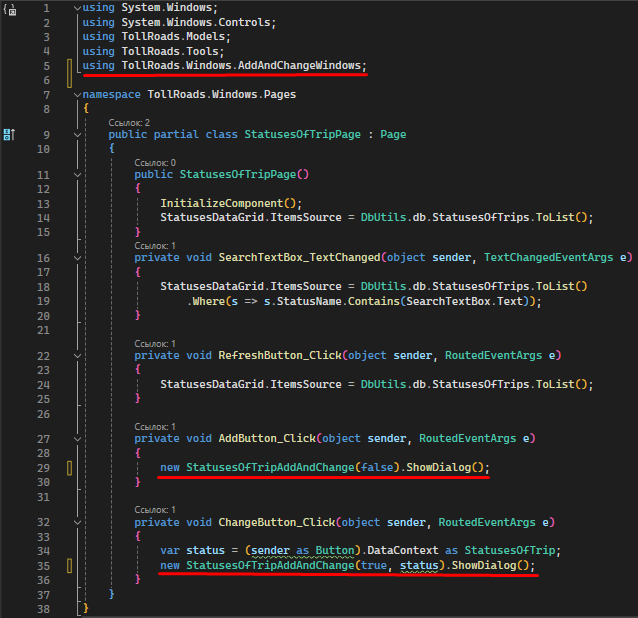 1 using System.Windows;
2 using System.Windows.Controls;
3 using TollRoads.Models;
4 using TollRoads.Tools;
5 using TollRoads.Windows.AddAndChangeWindows;
6
7 namespace TollRoads.Windows.Pages
8 {
Ссылок: 2
9 public partial class StatusesOfTripPage : Page
10 {
Ссылок: 0
11 public StatusesOfTripPage()
12 {
13 InitializeComponent();
14 StatusesDataGrid.ItemsSource = DbUtils.db.StatusesOfTrips.ToList();
15 }
Ссылок: 1
16 private void SearchTextBox_TextChanged(object sender, TextChangedEventArgs e)
17 {
18 StatusesDataGrid.ItemsSource = DbUtils.db.StatusesOfTrips.ToList()
19 .Where(s => s.StatusName.Contains(SearchTextBox.Text));
20 }
21
Ссылок: 1
22 private void RefreshButton_Click(object sender, RoutedEventArgs e)
23 {
24 StatusesDataGrid.ItemsSource = DbUtils.db.StatusesOfTrips.ToList();
25 }
26
Ссылок: 1
27 private void AddButton_Click(object sender, RoutedEventArgs e)
28 {
29 new StatusesOfTripAddAndChange(false).ShowDialog();
30 }
31
Ссылок: 1
32 private void ChangeButton_Click(object sender, RoutedEventArgs e)
33 {
34 var status = (sender as Button).DataContext as StatusesOfTrip;
35 new StatusesOfTripAddAndChange(true, status).ShowDialog();
36 }
37 }
38 }